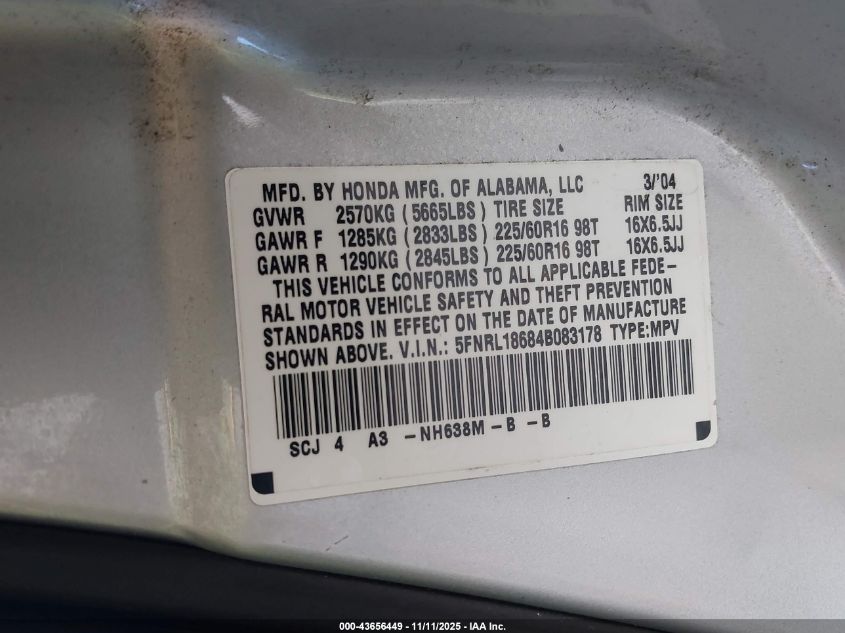 MFD. BY HONDA MFG. OF ALABAMA, LLC 3/'04
GVWR 2570KG ( 5665LBS ) TIRE SIZE RIM SIZE
GAWR F 1285KG ( 2833LBS ) 225/60R16 98T 16X6.5JJ
GAWR R 1290KG ( 2845LBS ) 225/60R16 98T 16X6.5JJ
THIS VEHICLE CONFORMS TO ALL APPLICABLE FEDE-
RAL MOTOR VEHICLE SAFETY AND THEFT PREVENTION
STANDARDS IN EFFECT ON THE DATE OF MANUFACTURE
SHOWN ABOVE. V.I.N.: 5FNRL18684B083178 TYPE:MPV
SCJ 4 A3 -NH638M -B -B
000-43656449 - 11/11/2025 - IAA Inc.